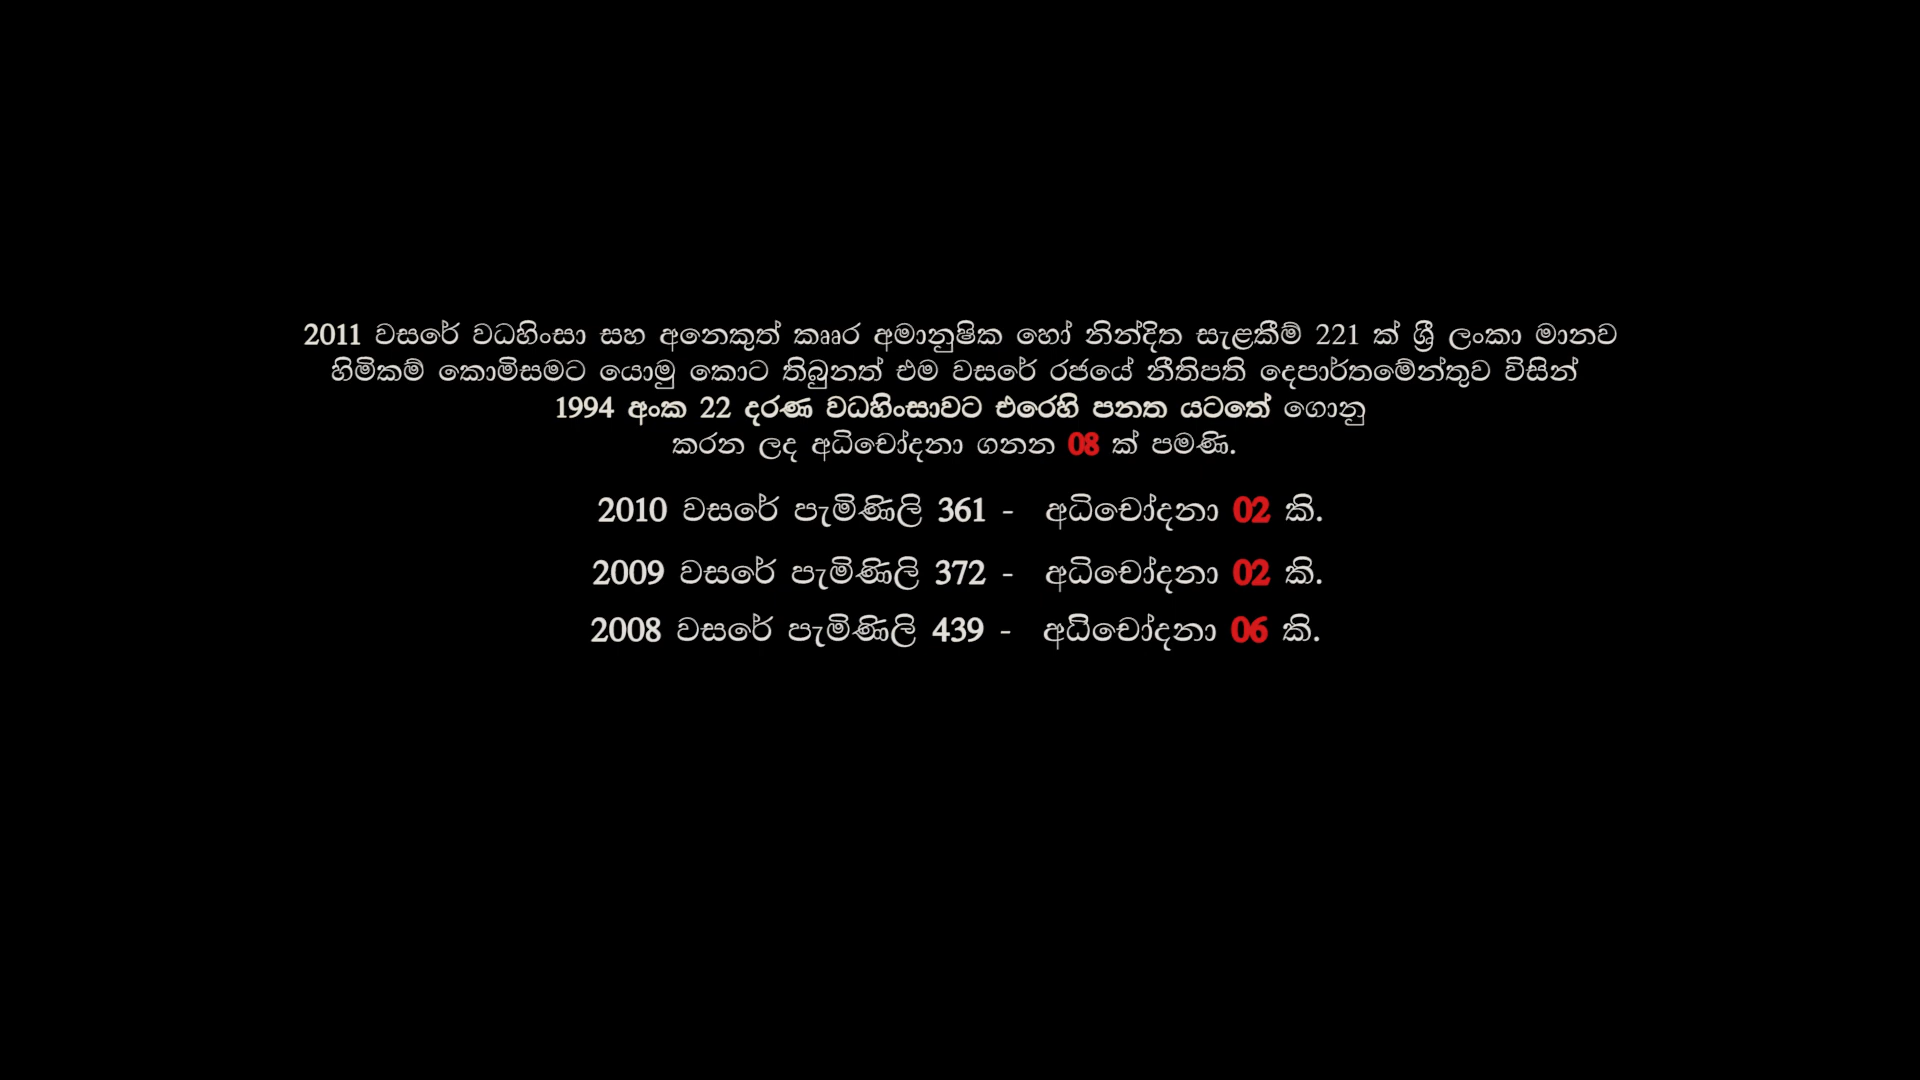 2011 වසරේ වධහිංසා සහ අනෙකුත් කෲර අමානුෂික හෝ නින්දිත සැළකීම් 221 ක් ශ්‍රී ලංකා මානව
හිමිකම් කොමිසමට යොමු කොට තිබුනත් එම වසරේ රජයේ නීතිපති දෙපාර්තමේන්තුව විසින්
1994 අංක 22 දරණ වධහිංසාවට එරෙහි පනත යටතේ ගොනු
කරන ලද අධිචෝදනා ගනන 08 ක් පමණි.
2010 වසරේ පැමිණිලි 361 - අධිචෝදනා 02 කි.
2009 වසරේ පැමිණිලි 372 - අධිචෝදනා 02 කි.
2008 වසරේ පැමිණිලි 439 - අධිචෝදනා 06 කි.